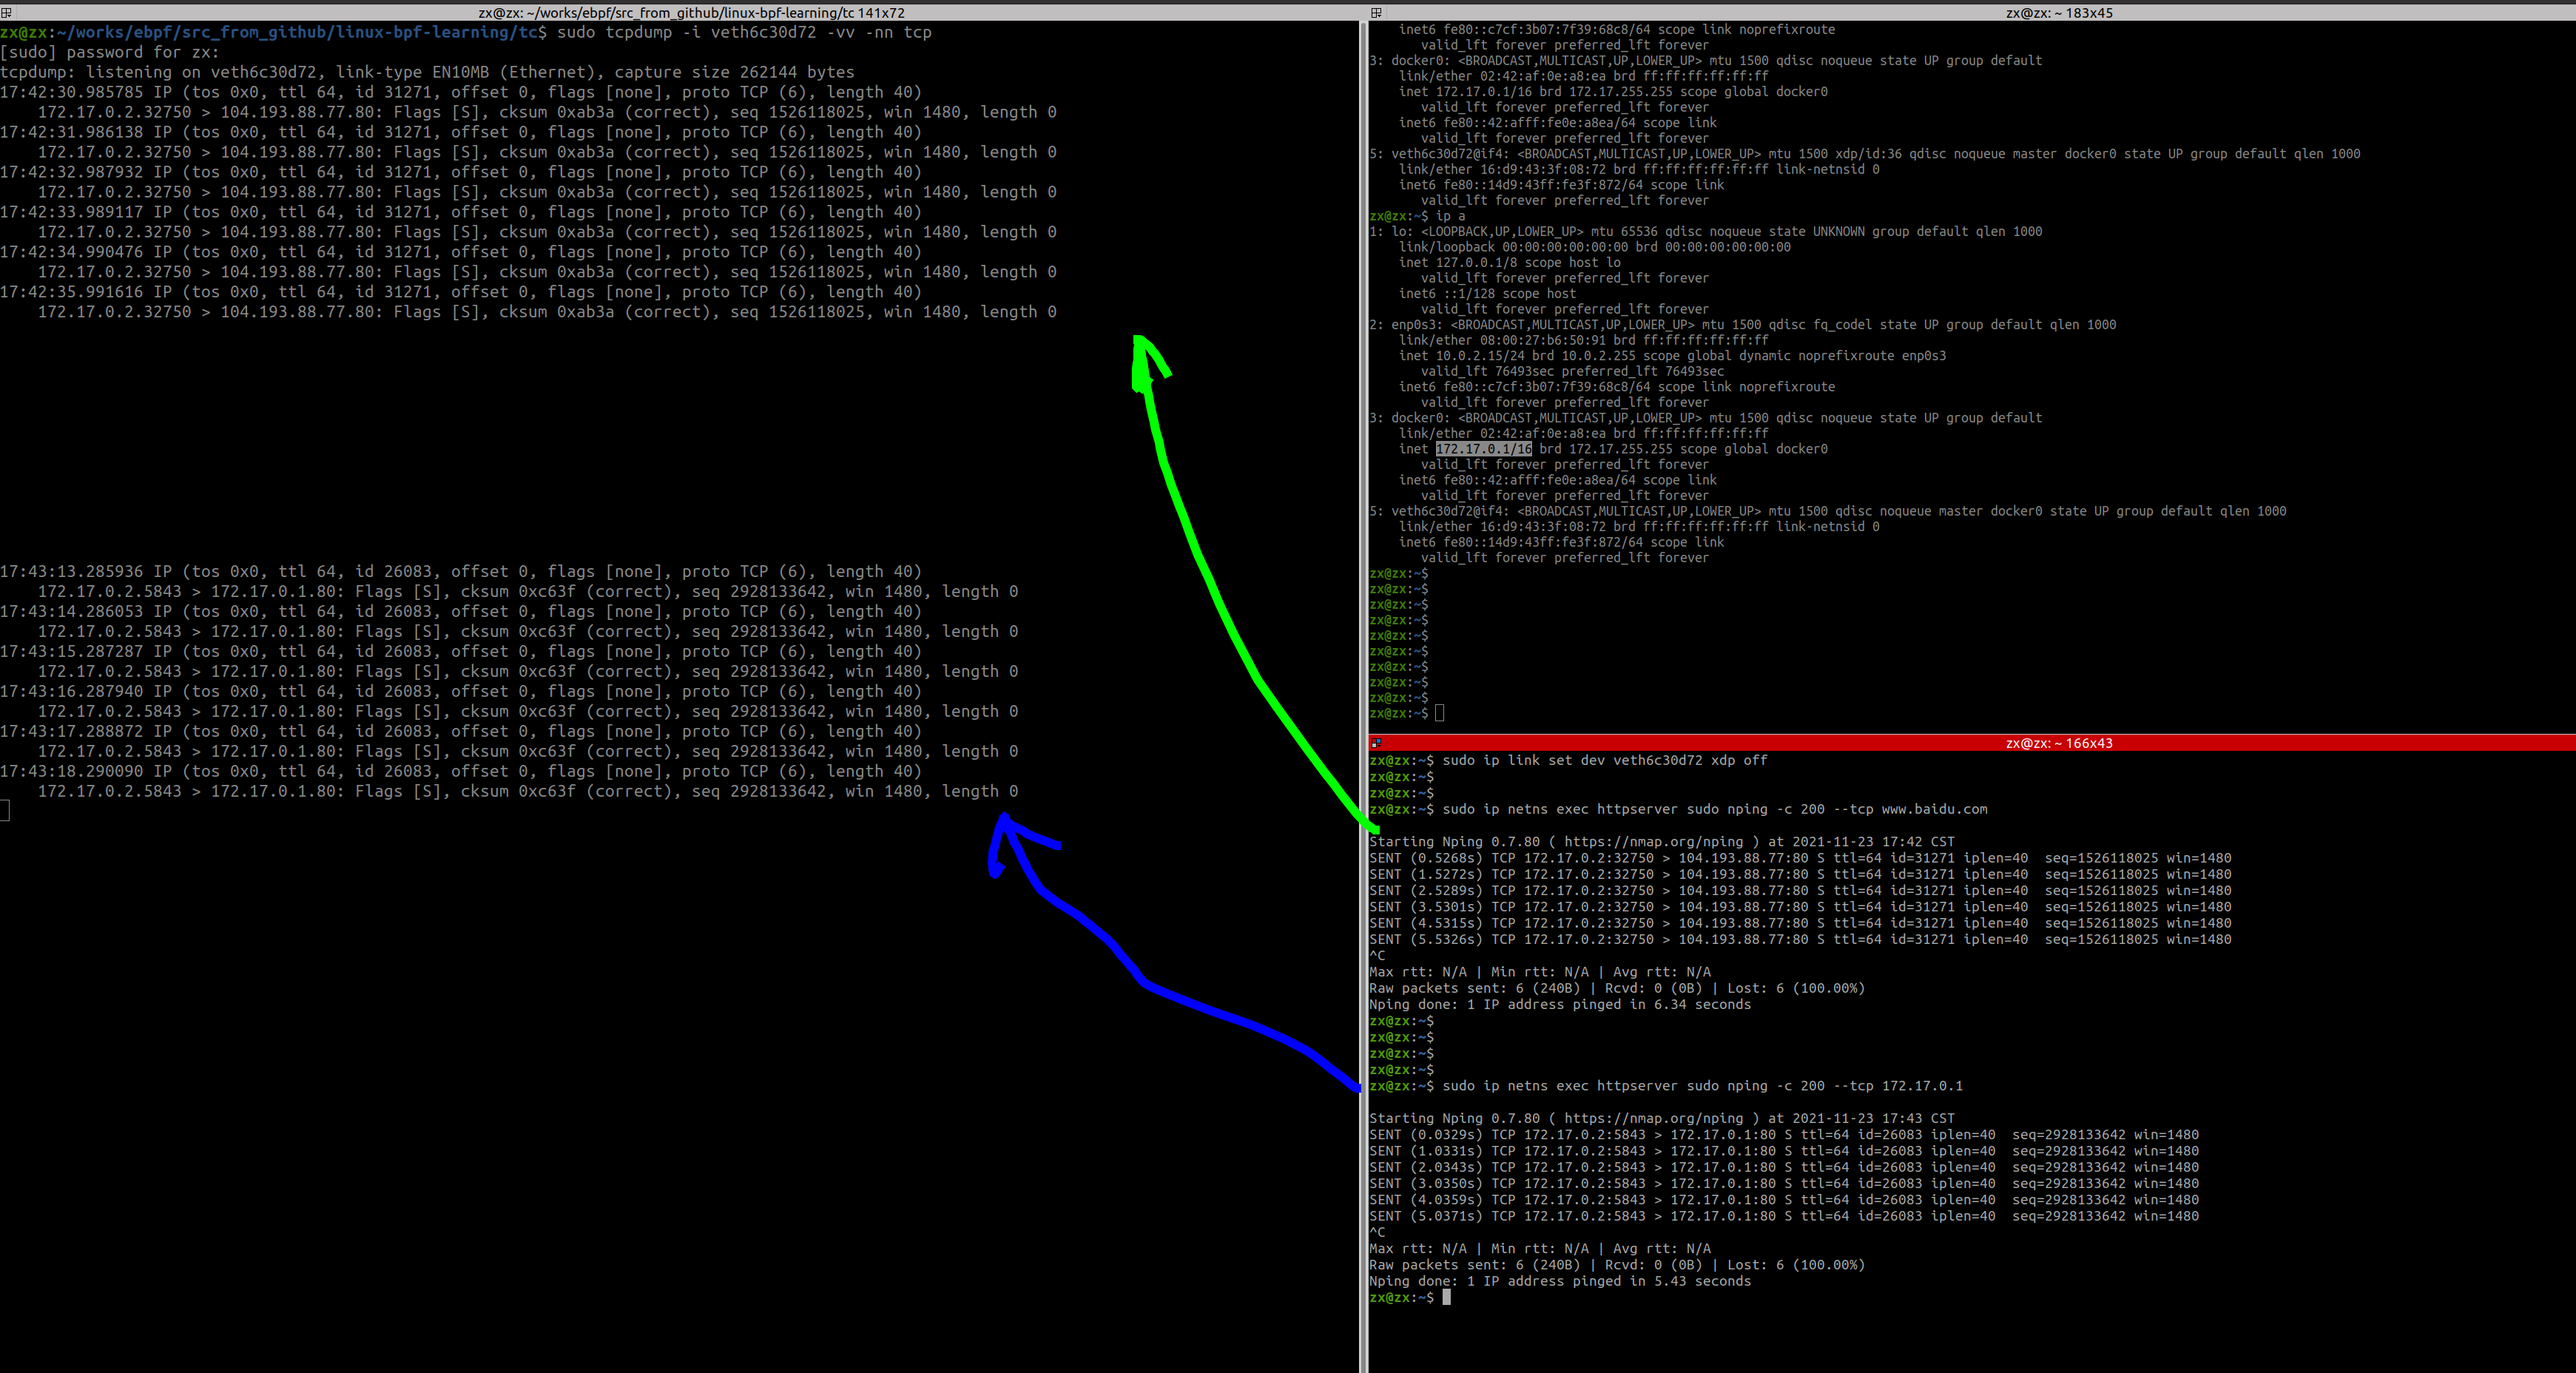 zx@zx: ~/works/ebpf/src_from_github/linux-bpf-learning/tc 141x72
zx@zx:~/works/ebpf/src_from_github/linux-bpf-learning/tc$ sudo tcpdump -i veth6c30d72 -vv -nn tcp
[sudo] password for zx:
tcpdump: listening on veth6c30d72, link-type EN10MB (Ethernet), capture size 262144 bytes
17:42:30.985785 IP (tos 0x0, ttl 64, id 31271, offset 0, flags [none], proto TCP (6), length 40)
    172.17.0.2.32750 > 104.193.88.77.80: Flags [S], cksum 0xab3a (correct), seq 1526118025, win 1480, length 0
17:42:31.986138 IP (tos 0x0, ttl 64, id 31271, offset 0, flags [none], proto TCP (6), length 40)
    172.17.0.2.32750 > 104.193.88.77.80: Flags [S], cksum 0xab3a (correct), seq 1526118025, win 1480, length 0
17:42:32.987932 IP (tos 0x0, ttl 64, id 31271, offset 0, flags [none], proto TCP (6), length 40)
    172.17.0.2.32750 > 104.193.88.77.80: Flags [S], cksum 0xab3a (correct), seq 1526118025, win 1480, length 0
17:42:33.989117 IP (tos 0x0, ttl 64, id 31271, offset 0, flags [none], proto TCP (6), length 40)
    172.17.0.2.32750 > 104.193.88.77.80: Flags [S], cksum 0xab3a (correct), seq 1526118025, win 1480, length 0
17:42:34.990476 IP (tos 0x0, ttl 64, id 31271, offset 0, flags [none], proto TCP (6), length 40)
    172.17.0.2.32750 > 104.193.88.77.80: Flags [S], cksum 0xab3a (correct), seq 1526118025, win 1480, length 0
17:42:35.991616 IP (tos 0x0, ttl 64, id 31271, offset 0, flags [none], proto TCP (6), length 40)
    172.17.0.2.32750 > 104.193.88.77.80: Flags [S], cksum 0xab3a (correct), seq 1526118025, win 1480, length 0
17:43:13.285936 IP (tos 0x0, ttl 64, id 26083, offset 0, flags [none], proto TCP (6), length 40)
    172.17.0.2.5843 > 172.17.0.1.80: Flags [S], cksum 0xc63f (correct), seq 2928133642, win 1480, length 0
17:43:14.286053 IP (tos 0x0, ttl 64, id 26083, offset 0, flags [none], proto TCP (6), length 40)
    172.17.0.2.5843 > 172.17.0.1.80: Flags [S], cksum 0xc63f (correct), seq 2928133642, win 1480, length 0
17:43:15.287287 IP (tos 0x0, ttl 64, id 26083, offset 0, flags [none], proto TCP (6), length 40)
    172.17.0.2.5843 > 172.17.0.1.80: Flags [S], cksum 0xc63f (correct), seq 2928133642, win 1480, length 0
17:43:16.287940 IP (tos 0x0, ttl 64, id 26083, offset 0, flags [none], proto TCP (6), length 40)
    172.17.0.2.5843 > 172.17.0.1.80: Flags [S], cksum 0xc63f (correct), seq 2928133642, win 1480, length 0
17:43:17.288872 IP (tos 0x0, ttl 64, id 26083, offset 0, flags [none], proto TCP (6), length 40)
    172.17.0.2.5843 > 172.17.0.1.80: Flags [S], cksum 0xc63f (correct), seq 2928133642, win 1480, length 0
17:43:18.290090 IP (tos 0x0, ttl 64, id 26083, offset 0, flags [none], proto TCP (6), length 40)
    172.17.0.2.5843 > 172.17.0.1.80: Flags [S], cksum 0xc63f (correct), seq 2928133642, win 1480, length 0
zx@zx: ~ 183x45
    inet6 fe80::c7cf:3b07:7f39:68c8/64 scope link noprefixroute
       valid_lft forever preferred_lft forever
3: docker0: <BROADCAST,MULTICAST,UP,LOWER_UP> mtu 1500 qdisc noqueue state UP group default
    link/ether 02:42:af:0e:a8:ea brd ff:ff:ff:ff:ff:ff
    inet 172.17.0.1/16 brd 172.17.255.255 scope global docker0
       valid_lft forever preferred_lft forever
    inet6 fe80::42:afff:fe0e:a8ea/64 scope link
       valid_lft forever preferred_lft forever
5: veth6c30d72@if4: <BROADCAST,MULTICAST,UP,LOWER_UP> mtu 1500 xdp/id:36 qdisc noqueue master docker0 state UP group default qlen 1000
    link/ether 16:d9:43:3f:08:72 brd ff:ff:ff:ff:ff:ff link-netnsid 0
    inet6 fe80::14d9:43ff:fe3f:872/64 scope link
       valid_lft forever preferred_lft forever
zx@zx:~$ ip a
1: lo: <LOOPBACK,UP,LOWER_UP> mtu 65536 qdisc noqueue state UNKNOWN group default qlen 1000
    link/loopback 00:00:00:00:00:00 brd 00:00:00:00:00:00
    inet 127.0.0.1/8 scope host lo
       valid_lft forever preferred_lft forever
    inet6 ::1/128 scope host
       valid_lft forever preferred_lft forever
2: enp0s3: <BROADCAST,MULTICAST,UP,LOWER_UP> mtu 1500 qdisc fq_codel state UP group default qlen 1000
    link/ether 08:00:27:b6:50:91 brd ff:ff:ff:ff:ff:ff
    inet 10.0.2.15/24 brd 10.0.2.255 scope global dynamic noprefixroute enp0s3
       valid_lft 76493sec preferred_lft 76493sec
    inet6 fe80::c7cf:3b07:7f39:68c8/64 scope link noprefixroute
       valid_lft forever preferred_lft forever
3: docker0: <BROADCAST,MULTICAST,UP,LOWER_UP> mtu 1500 qdisc noqueue state UP group default
    link/ether 02:42:af:0e:a8:ea brd ff:ff:ff:ff:ff:ff
    inet 172.17.0.1/16 brd 172.17.255.255 scope global docker0
       valid_lft forever preferred_lft forever
    inet6 fe80::42:afff:fe0e:a8ea/64 scope link
       valid_lft forever preferred_lft forever
5: veth6c30d72@if4: <BROADCAST,MULTICAST,UP,LOWER_UP> mtu 1500 qdisc noqueue master docker0 state UP group default qlen 1000
    link/ether 16:d9:43:3f:08:72 brd ff:ff:ff:ff:ff:ff link-netnsid 0
    inet6 fe80::14d9:43ff:fe3f:872/64 scope link
       valid_lft forever preferred_lft forever
zx@zx:~$
zx@zx:~$
zx@zx:~$
zx@zx:~$
zx@zx:~$
zx@zx:~$
zx@zx:~$
zx@zx:~$
zx@zx:~$
zx@zx:~$
zx@zx: ~ 166x43
zx@zx:~$ sudo ip link set dev veth6c30d72 xdp off
zx@zx:~$
zx@zx:~$
zx@zx:~$ sudo ip netns exec httpserver sudo nping -c 200 --tcp www.baidu.com
Starting Nping 0.7.80 ( https://nmap.org/nping ) at 2021-11-23 17:42 CST
SENT (0.5268s) TCP 172.17.0.2:32750 > 104.193.88.77:80 S ttl=64 id=31271 iplen=40  seq=1526118025 win=1480
SENT (1.5272s) TCP 172.17.0.2:32750 > 104.193.88.77:80 S ttl=64 id=31271 iplen=40  seq=1526118025 win=1480
SENT (2.5289s) TCP 172.17.0.2:32750 > 104.193.88.77:80 S ttl=64 id=31271 iplen=40  seq=1526118025 win=1480
SENT (3.5301s) TCP 172.17.0.2:32750 > 104.193.88.77:80 S ttl=64 id=31271 iplen=40  seq=1526118025 win=1480
SENT (4.5315s) TCP 172.17.0.2:32750 > 104.193.88.77:80 S ttl=64 id=31271 iplen=40  seq=1526118025 win=1480
SENT (5.5326s) TCP 172.17.0.2:32750 > 104.193.88.77:80 S ttl=64 id=31271 iplen=40  seq=1526118025 win=1480
^C
Max rtt: N/A | Min rtt: N/A | Avg rtt: N/A
Raw packets sent: 6 (240B) | Rcvd: 0 (0B) | Lost: 6 (100.00%)
Nping done: 1 IP address pinged in 6.34 seconds
zx@zx:~$
zx@zx:~$
zx@zx:~$
zx@zx:~$
zx@zx:~$ sudo ip netns exec httpserver sudo nping -c 200 --tcp 172.17.0.1
Starting Nping 0.7.80 ( https://nmap.org/nping ) at 2021-11-23 17:43 CST
SENT (0.0329s) TCP 172.17.0.2:5843 > 172.17.0.1:80 S ttl=64 id=26083 iplen=40  seq=2928133642 win=1480
SENT (1.0331s) TCP 172.17.0.2:5843 > 172.17.0.1:80 S ttl=64 id=26083 iplen=40  seq=2928133642 win=1480
SENT (2.0343s) TCP 172.17.0.2:5843 > 172.17.0.1:80 S ttl=64 id=26083 iplen=40  seq=2928133642 win=1480
SENT (3.0350s) TCP 172.17.0.2:5843 > 172.17.0.1:80 S ttl=64 id=26083 iplen=40  seq=2928133642 win=1480
SENT (4.0359s) TCP 172.17.0.2:5843 > 172.17.0.1:80 S ttl=64 id=26083 iplen=40  seq=2928133642 win=1480
SENT (5.0371s) TCP 172.17.0.2:5843 > 172.17.0.1:80 S ttl=64 id=26083 iplen=40  seq=2928133642 win=1480
^C
Max rtt: N/A | Min rtt: N/A | Avg rtt: N/A
Raw packets sent: 6 (240B) | Rcvd: 0 (0B) | Lost: 6 (100.00%)
Nping done: 1 IP address pinged in 5.43 seconds
zx@zx:~$